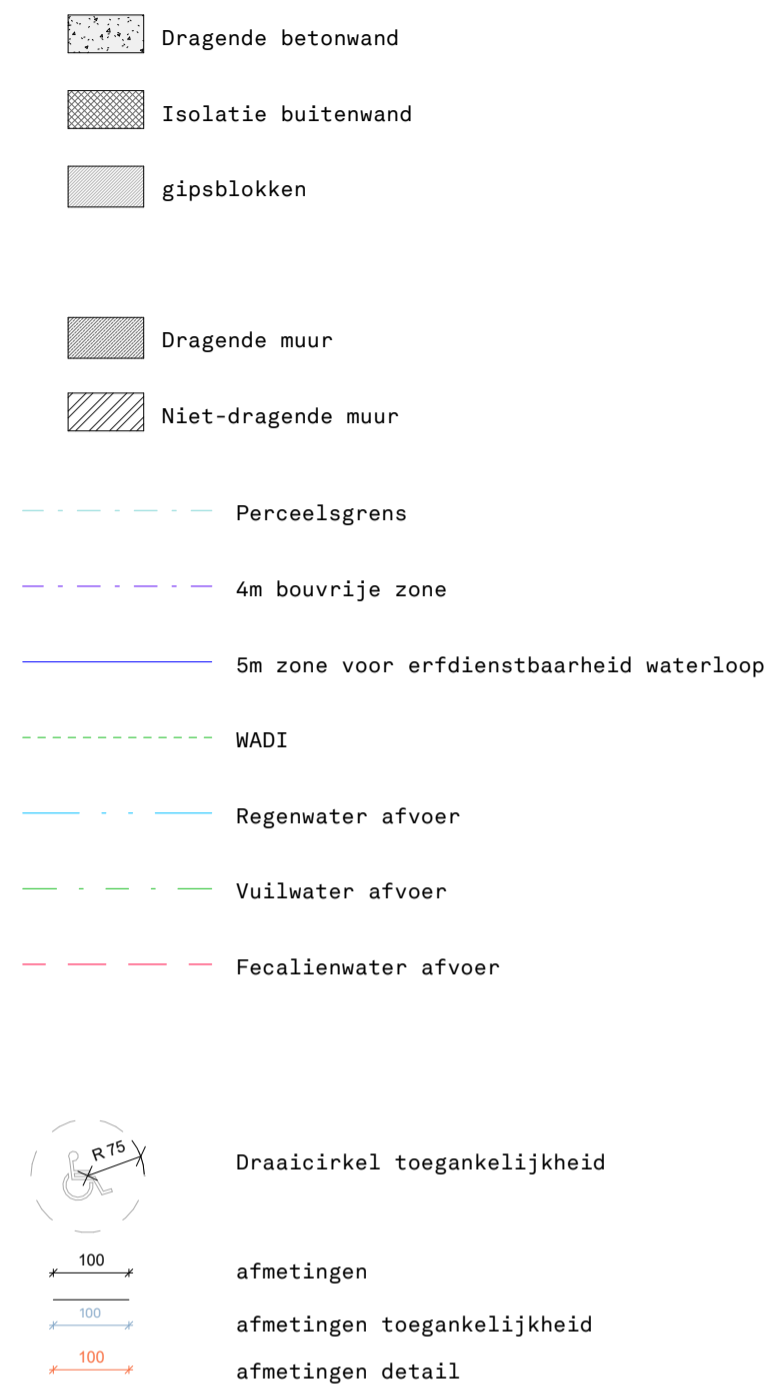 Dragende betonwand
Isolatie buitenwand
gipsblokken
Dragende muur
Niet-dragende muur
Perceelsgrens
4m bouvrije zone
5m zone voor erfdienstbaarheid waterloop
WADI
Regenwater afvoer
Vuilwater afvoer
Fecalienwater afvoer
R 75
Draaicirkel toegankelijkheid
100
afmetingen
100
afmetingen toegankelijkheid
100
afmetingen detail